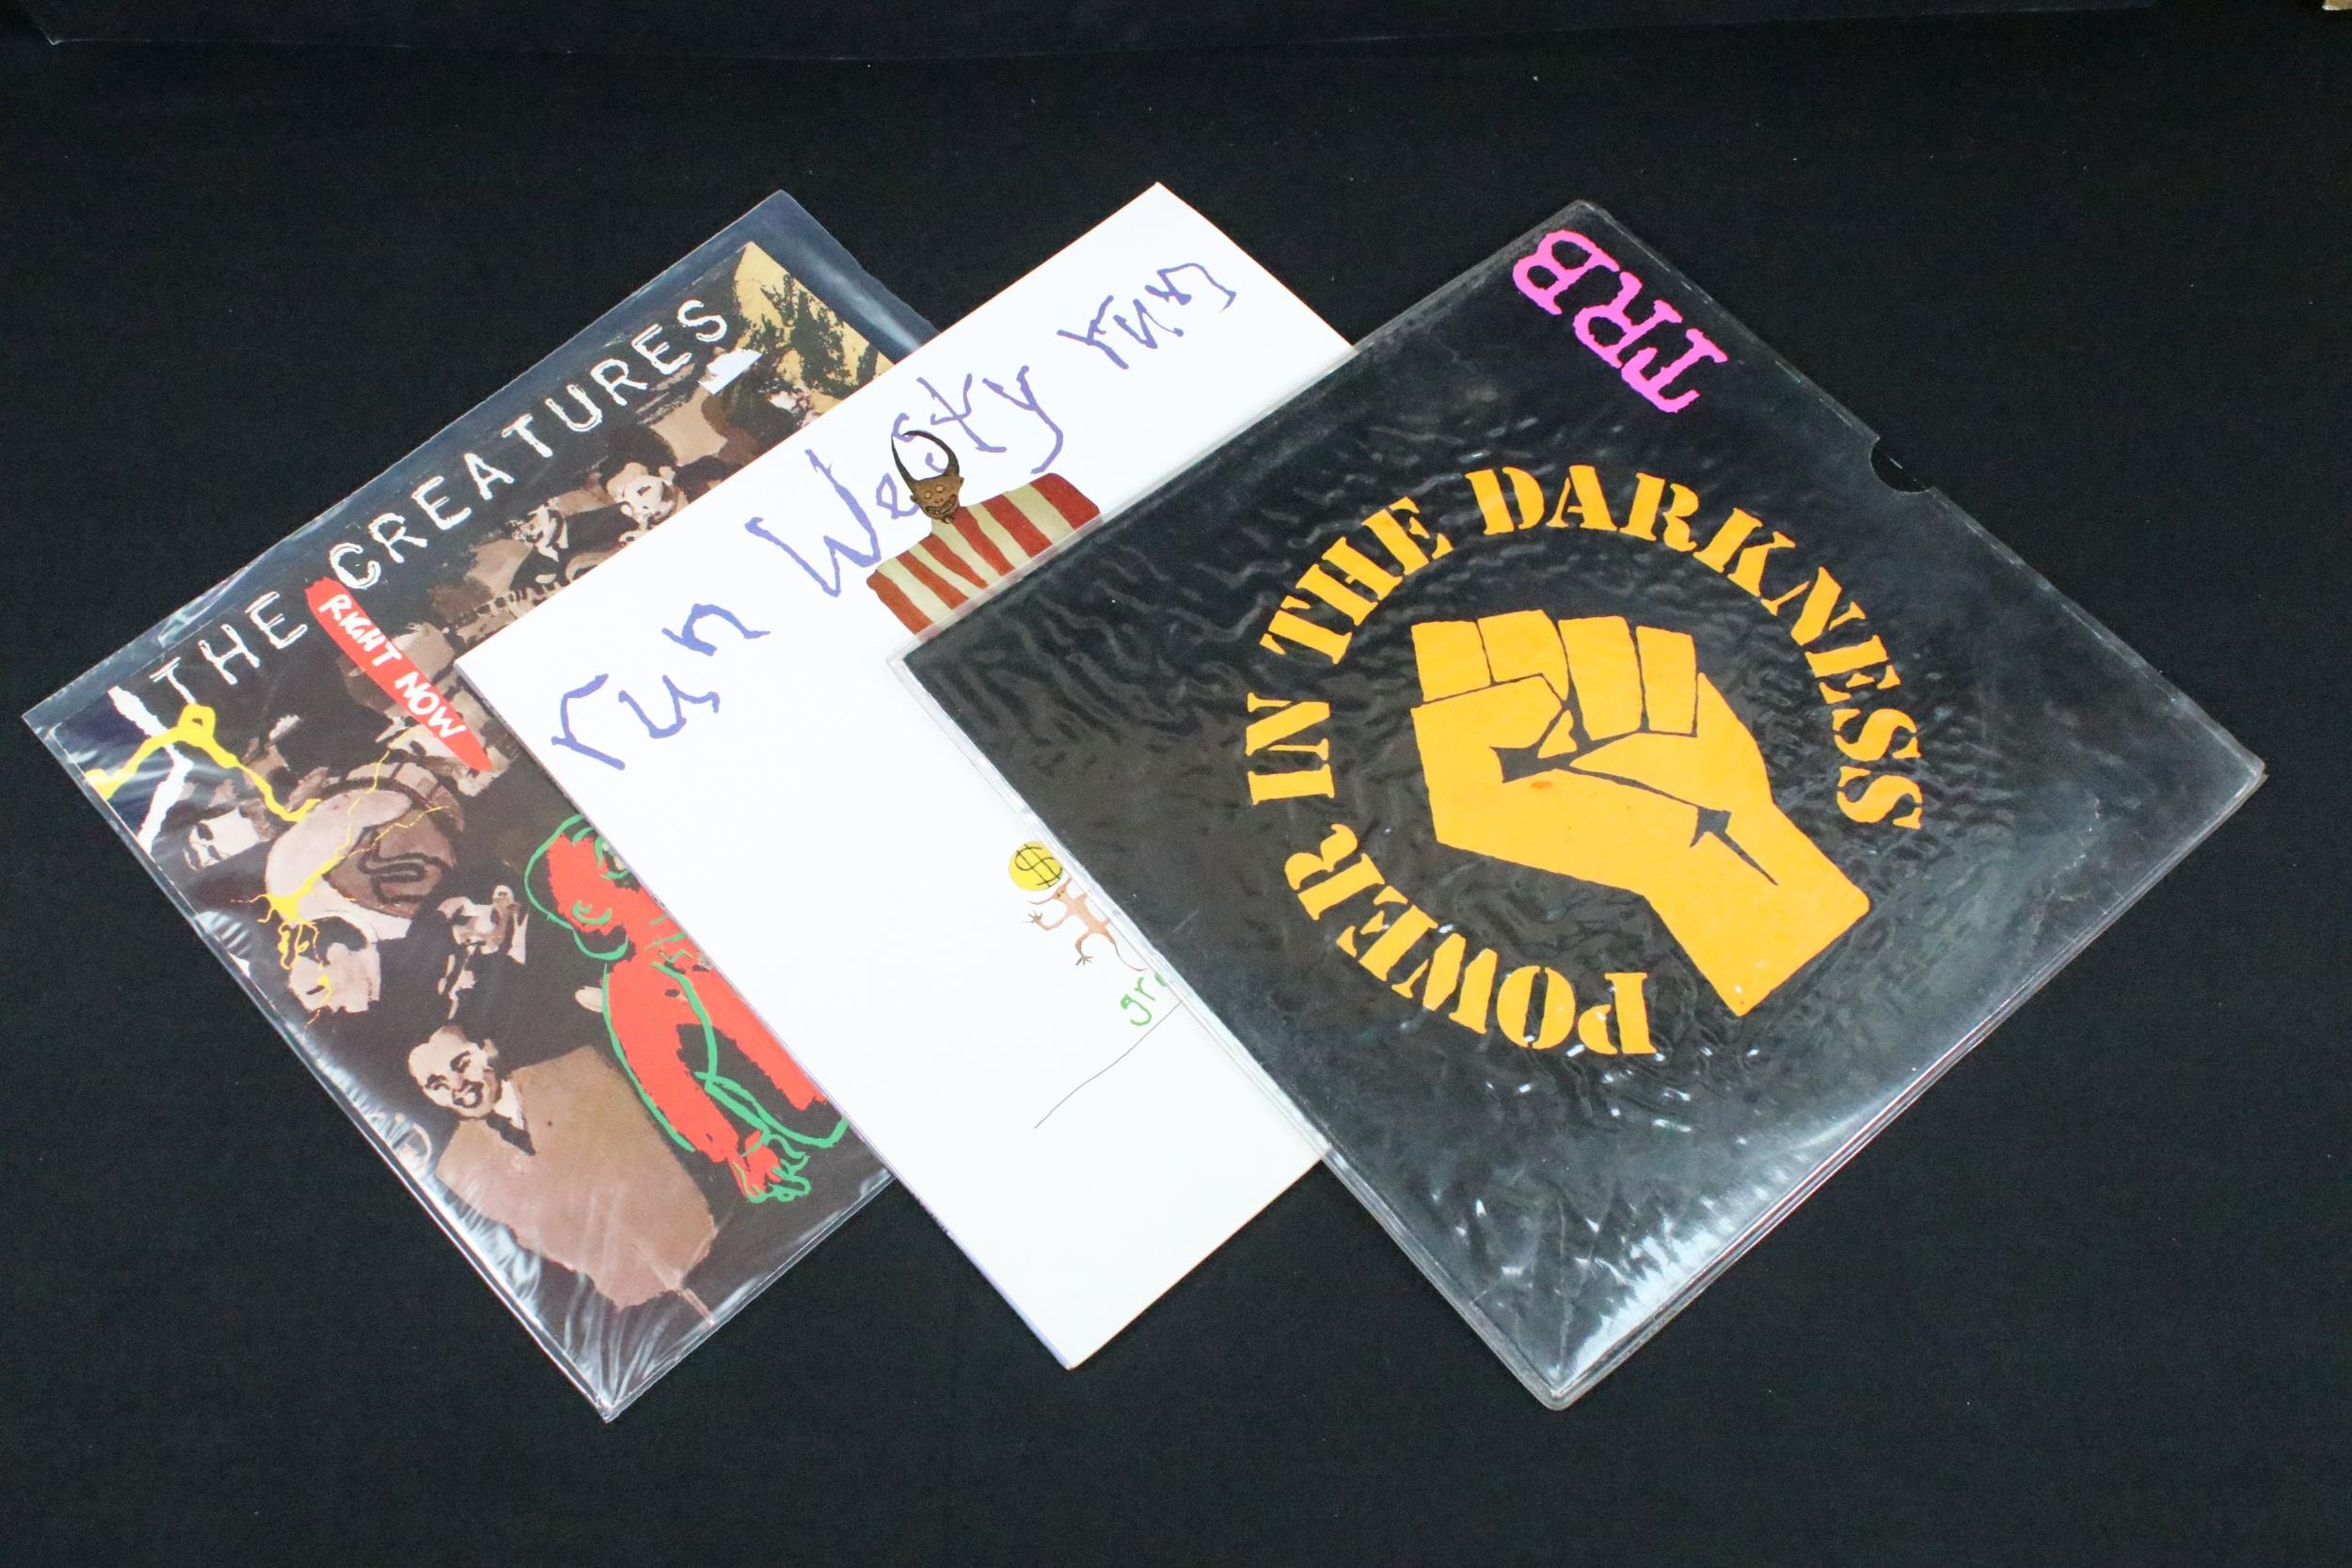 THE CREATURES
RIGHT NOW
run Westy run
$
TRB
POWER IN THE DARKNESS